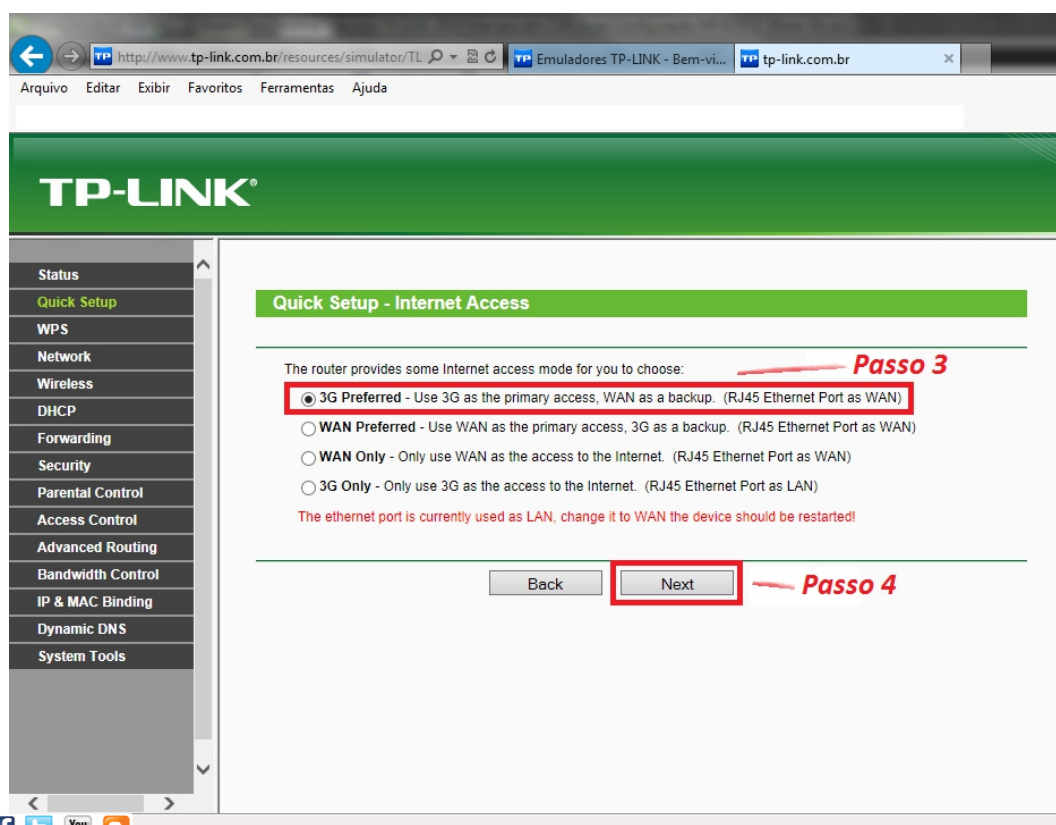 http://www.tp-link.com.br/resources/simulator/TL
TP Emuladores TP-LINK - Bem-vi...
TP tp-link.com.br
Arquivo Editar Exibir Favoritos Ferramentas Ajuda
TP-LINK®
Status
Quick Setup
WPS
Network
Wireless
DHCP
Forwarding
Security
Parental Control
Access Control
Advanced Routing
Bandwidth Control
IP & MAC Binding
Dynamic DNS
System Tools
Quick Setup - Internet Access
The router provides some Internet access mode for you to choose:
Passo 3
3G Preferred - Use 3G as the primary access, WAN as a backup. (RJ45 Ethernet Port as WAN)
WAN Preferred - Use WAN as the primary access, 3G as a backup. (RJ45 Ethernet Port as WAN)
WAN Only - Only use WAN as the access to the Internet. (RJ45 Ethernet Port as WAN)
3G Only - Only use 3G as the access to the Internet. (RJ45 Ethernet Port as LAN)
The ethernet port is currently used as LAN, change it to WAN the device should be restarted!
Back Next Passo 4
You